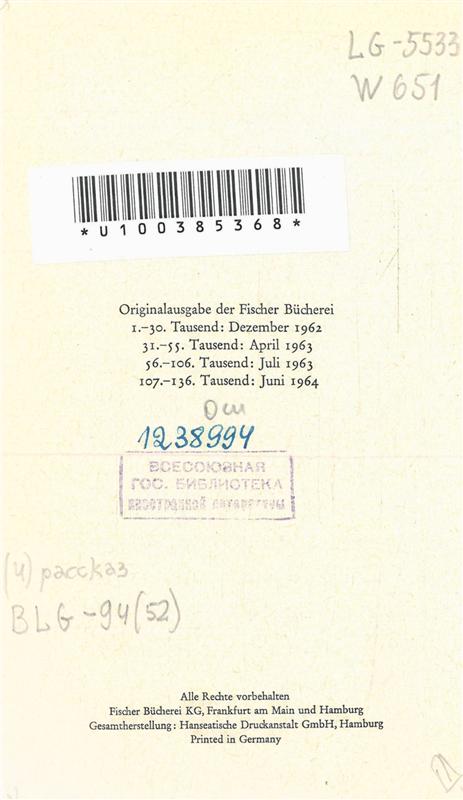 LG-5533
W 651
*U100385368*
Originalausgabe der Fischer Bücherei
1.–30. Tausend: Dezember 1962
31.–55. Tausend: April 1963
56.–106. Tausend: Juli 1963
107.–136. Tausend: Juni 1964
1238994
ВСЕСОЮЗНАЯ
ГОС. БИБЛИОТЕКА
иностранной литературы
(И) рассказ
BLG-94(52)
Alle Rechte vorbehalten
Fischer Bücherei KG, Frankfurt am Main und Hamburg
Gesamtherstellung: Hanseatische Druckanstalt GmbH, Hamburg
Printed in Germany